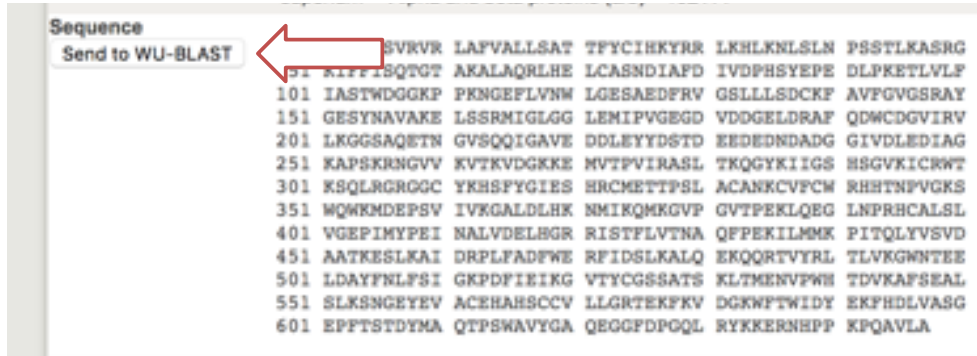 Sequence
Send to WU-BLAST
SVRVR LAFVALLSAT TFYCIHKYRR LKHLKNLSLN PSSTLKASRG
AKALAQRLHE LCASNDIAFD IVDPHSYEPE DLPKETLVLF
101 IASTWDGGKP PKNGEFLVNW LGESAEDFRV GSLLLSDCKF AVFGVGSRAY
151 GESYNAVAKE LSSRMIGLGG LEMIPVGEGD VDDGELDRAF QDWCDGVIRV
201 LKGGSAQETN GVSQQIGAVE DDLEYYDSTD EEDEDNDADG GIVDLEDIAG
251 KAPSKRNGVV KVTKVDGKKE MVTPVIRASL TKQGYKIIGS HSGVKICRWT
301 KSQLRGRGGC YKHSFYGIES HRCMETTPSL ACANKCVFCW RHHTNPVGKS
351 WQWKMDEPSV IVKGALDLHK NMIKQMKGVP GVTPEKLQEG LNPRHCALSL
401 VGEPIMYPEI NALVDELHGR RISTFLVTNA QFPEKILMMK PITQLYVSVD
451 AATKESLKAI DRPLFADFWE RFIDSLKALQ EKQQRTVYRL TLVKGWNTEE
501 LDAYFNLFSI GKPDFIEIKG VTYCGSSATS KLTMENVPWH TDVKAFSEAL
551 SLKSNGEYEV ACEHAHSCCV LLGRTEKFKV DGKWFTWIDY EKFHDLVASG
601 EPFTSTDYMA QTPSWAVYGA QEGGFDPGQL RYKKERNHPP KPQAVLA